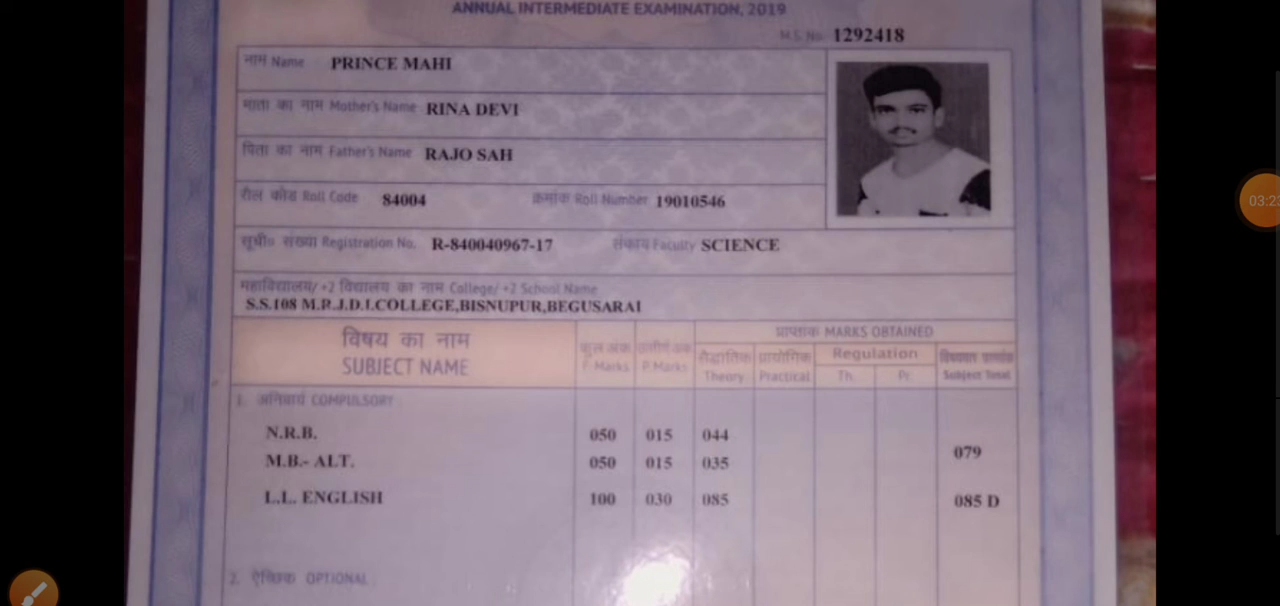 ANNUAL INTERMEDIATE EXAMINATION, 2019
M.S. No. 1292418
नाम Name PRINCE MAHI
माता का नाम Mother's Name RINA DEVI
पिता का नाम Father's Name RAJO SAH
रौल कोड Roll Code 84004 क्रमांक Roll Number 19010546
सूची० संख्या Registration No. R-840040967-17 संकाय Faculty SCIENCE
महाविद्यालय/ +2 विद्यालय का नाम College/ +2 School Name
S.S.108 M.R.J.D.I.COLLEGE,BISNUPUR,BEGUSARAI
विषय का नाम कुल अंक उत्तीर्ण अंक प्राप्तांक MARKS OBTAINED
SUBJECT NAME F. Marks P. Marks सैद्धांतिक प्रायोगिक Regulation विषयवार प्राप्तांक
Theory Practical Th. Pr. Subject Total
1. अनिवार्य COMPULSORY
N.R.B. 050 015 044
079
M.B.- ALT. 050 015 035
L.L. ENGLISH 100 030 085 085 D
2. ऐच्छिक OPTIONAL